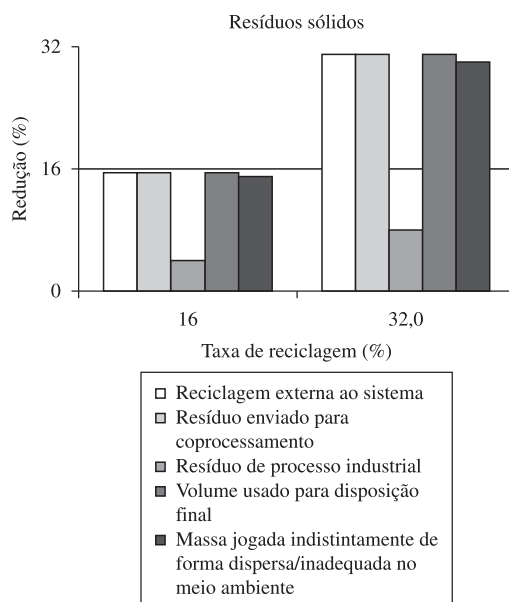 Resíduos sólidos
32
16
0
Redução (%)
16
32,0
Taxa de reciclagem (%)
Reciclagem externa ao sistema
Resíduo enviado para
coprocessamento
Resíduo de processo industrial
Volume usado para disposição
final
Massa jogada indistintamente de
forma dispersa/inadequada no
meio ambiente